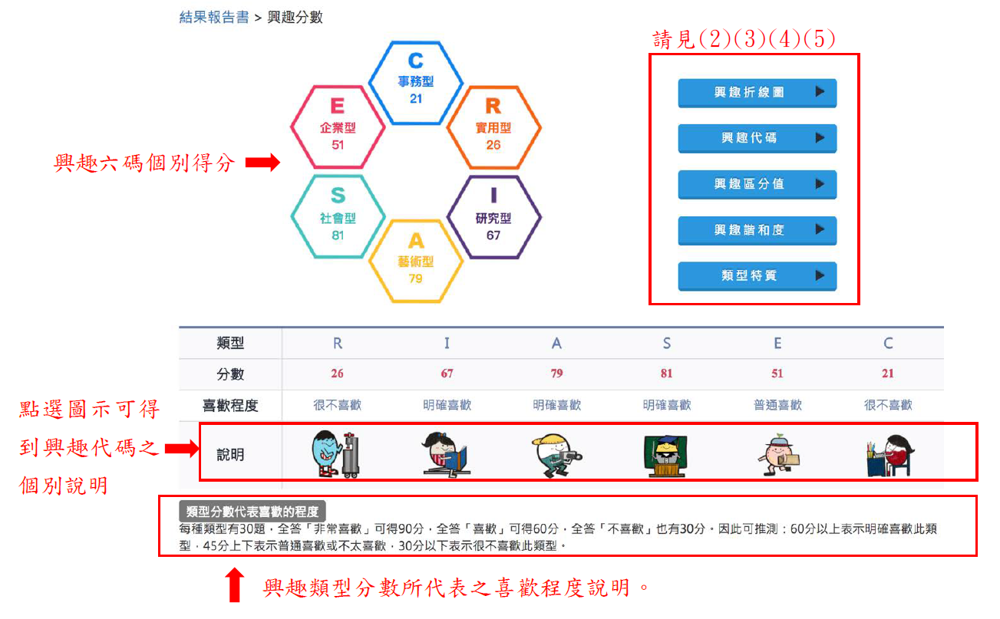 結果報告書 > 興趣分數
請見(2)(3)(4)(5)
C
事務型
21
E
企業型
51
R
實用型
26
興趣六碼個別得分
S
社會型
81
I
研究型
67
A
藝術型
79
興趣折線圖
興趣代碼
興趣區分值
興趣諧和度
類型特質
類型 R I A S E C
分數 26 67 79 81 51 21
喜歡程度 很不喜歡 明確喜歡 明確喜歡 明確喜歡 普通喜歡 很不喜歡
說明
點選圖示可得
到興趣代碼之
個別說明
類型分數代表喜歡的程度
每種類型有30題，全答「非常喜歡」可得90分，全答「喜歡」可得60分，全答「不喜歡」也有30分。因此可推測：60分以上表示明確喜歡此類
型，45分上下表示普通喜歡或不太喜歡，30分以下表示很不喜歡此類型。
興趣類型分數所代表之喜歡程度說明。